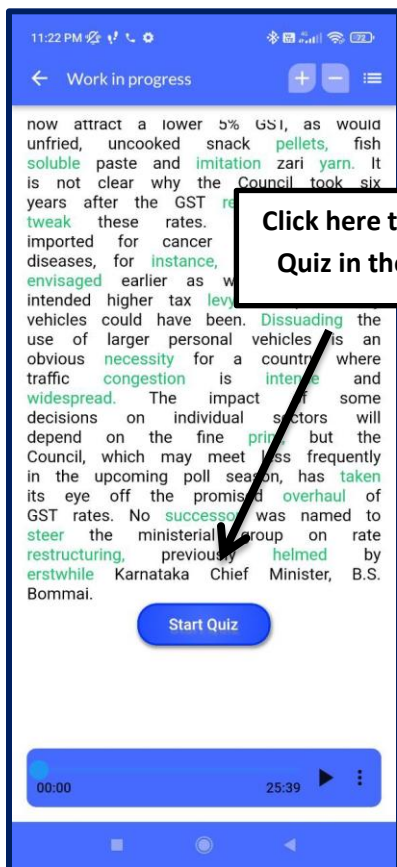 11:22 PM
72
Work in progress
now attract a lower 5% GST, as would
unfried, uncooked snack pellets, fish
soluble paste and imitation zari yarn. It
is not clear why the Council took six
years after the GST
tweak these rates.
imported for cancer
diseases, for instance,
envisaged earlier as
intended higher tax levy
vehicles could have been. Dissuading the
use of larger personal vehicles is an
obvious necessity for a country where
traffic congestion is intense and
widespread. The impact of some
decisions on individual sectors will
depend on the fine print, but the
Council, which may meet less frequently
in the upcoming poll season, has taken
its eye off the promised overhaul of
GST rates. No successor was named to
steer the ministerial group on rate
restructuring, previously helmed by
erstwhile Karnataka Chief Minister, B.S.
Bommai.
Click here t
Quiz in the
Start Quiz
00:00
25:39